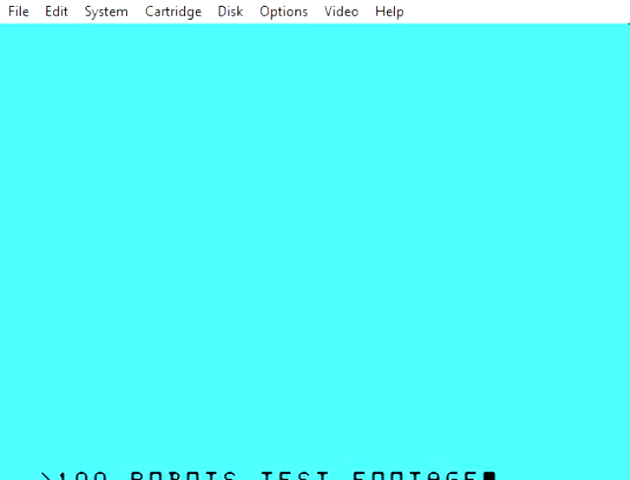 File Edit System Cartridge Disk Options Video Help
>100 ROBOTS TEST FOOTAGE